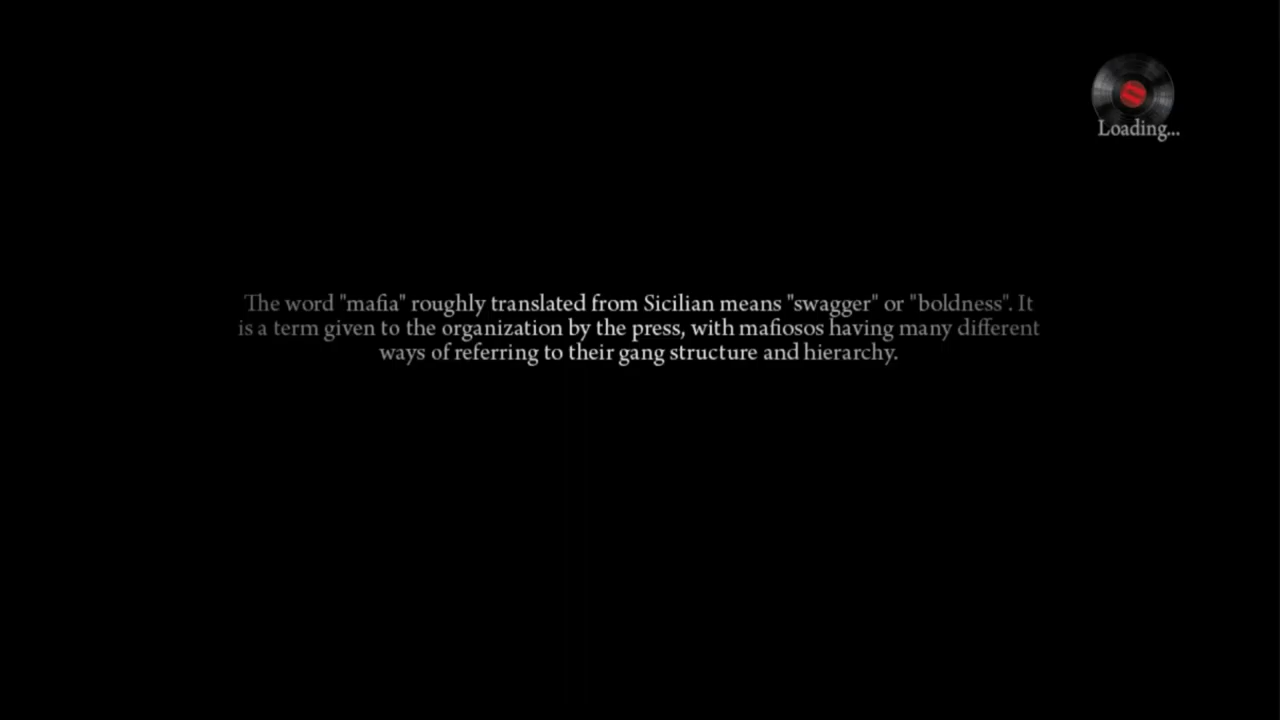 Loading...
The word "mafia" roughly translated from Sicilian means "swagger" or "boldness". It
is a term given to the organization by the press, with mafiosos having many different
ways of referring to their gang structure and hierarchy.